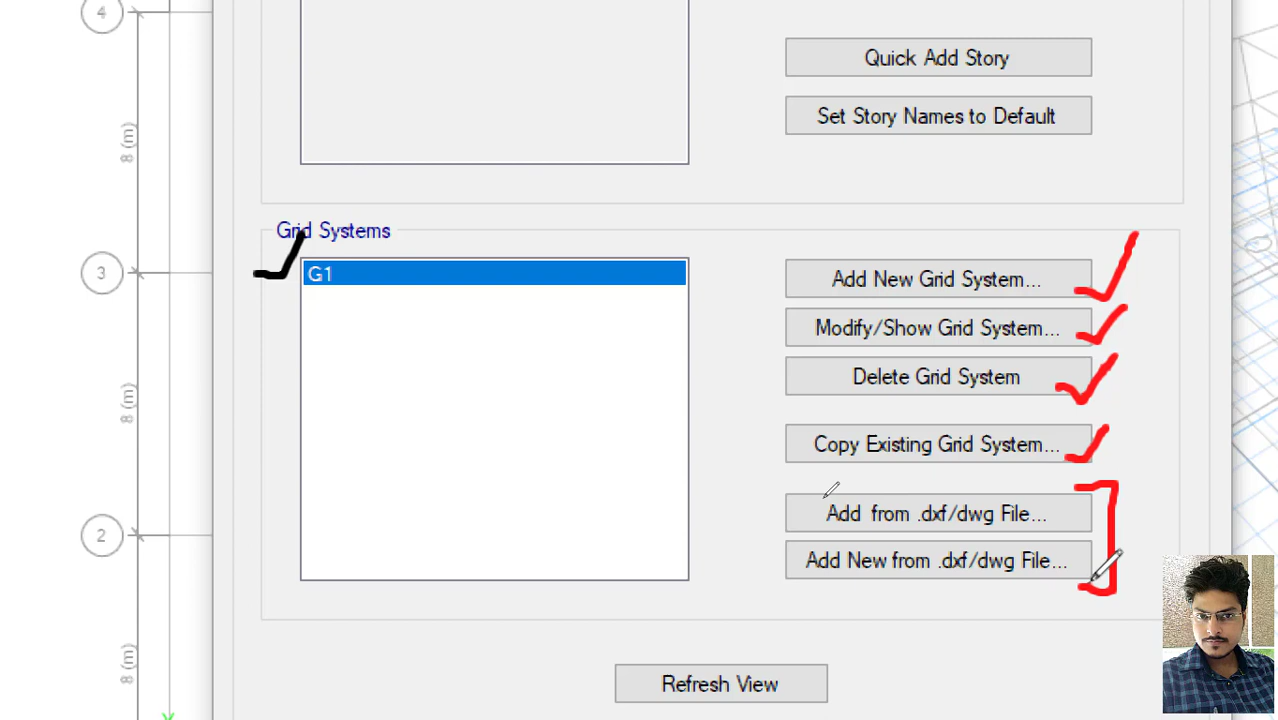 4
Quick Add Story
8 (m)
Set Story Names to Default
Grid Systems
3
G1
Add New Grid System...
Modify/Show Grid System...
8 (m)
Delete Grid System
Copy Existing Grid System...
2
Add from .dxf/dwg File...
Add New from .dxf/dwg File...
8 (m)
Refresh View